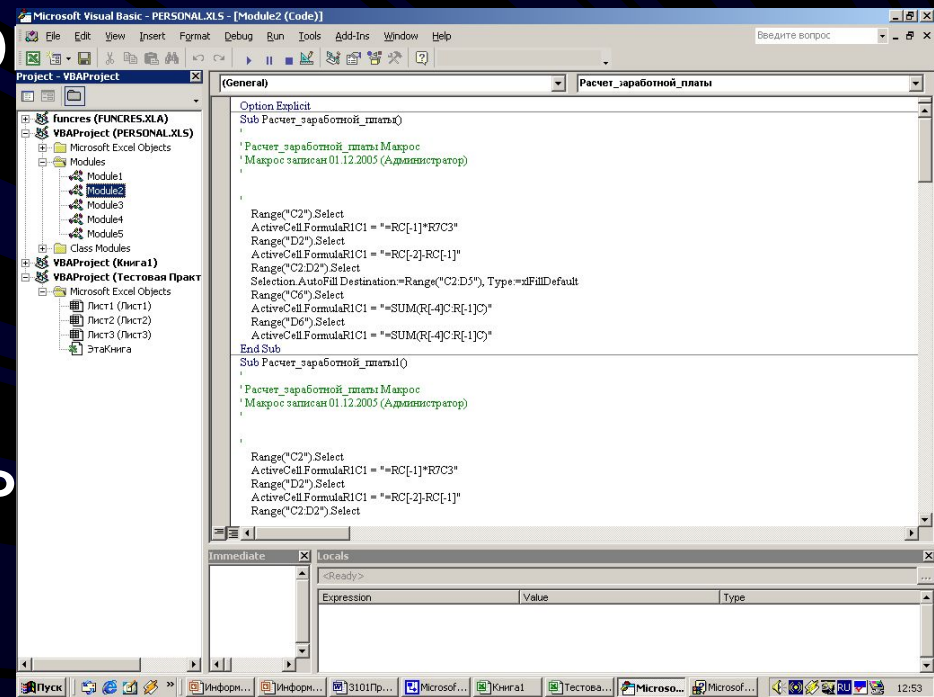 Microsoft Visual Basic - PERSONAL.XLS - [Module2 (Code)]
File Edit View Insert Format Debug Run Tools Add-Ins Window Help
Введите вопрос
Project - VBAProject
funcres (FUNCRES.XLA)
VBAProject (PERSONAL.XLS)
Microsoft Excel Objects
Modules
Module1
Module2
Module3
Module4
Module5
Class Modules
VBAProject (Книга1)
VBAProject (Тестовая Практ
Microsoft Excel Objects
Лист1 (Лист1)
Лист2 (Лист2)
Лист3 (Лист3)
ЭтаКнига
(General)
Расчет_заработной_платы
Option Explicit
Sub Расчет_заработной_платы()
'
' Расчет_заработной_платы Макрос
' Макрос записан 01.12.2005 (Администратор)
'
'
Range("C2").Select
ActiveCell.FormulaR1C1 = "=RC[-1]*R7C3"
Range("D2").Select
ActiveCell.FormulaR1C1 = "=RC[-2]-RC[-1]"
Range("C2:D2").Select
Selection.AutoFill Destination:=Range("C2:D5"), Type:=xlFillDefault
Range("C6").Select
ActiveCell.FormulaR1C1 = "=SUM(R[-4]C:R[-1]C)"
Range("D6").Select
ActiveCell.FormulaR1C1 = "=SUM(R[-4]C:R[-1]C)"
End Sub
Sub Расчет_заработной_платы1()
'
' Расчет_заработной_платы Макрос
' Макрос записан 01.12.2005 (Администратор)
'
'
Range("C2").Select
ActiveCell.FormulaR1C1 = "=RC[-1]*R7C3"
Range("D2").Select
ActiveCell.FormulaR1C1 = "=RC[-2]-RC[-1]"
Range("C2:D2").Select
Immediate
Locals
<Ready>
Expression Value Type
Пуск » Информ... Информ... 3101Пр... Microsof... Книга1 Тестова... Microso... Microsof... RU 12:53